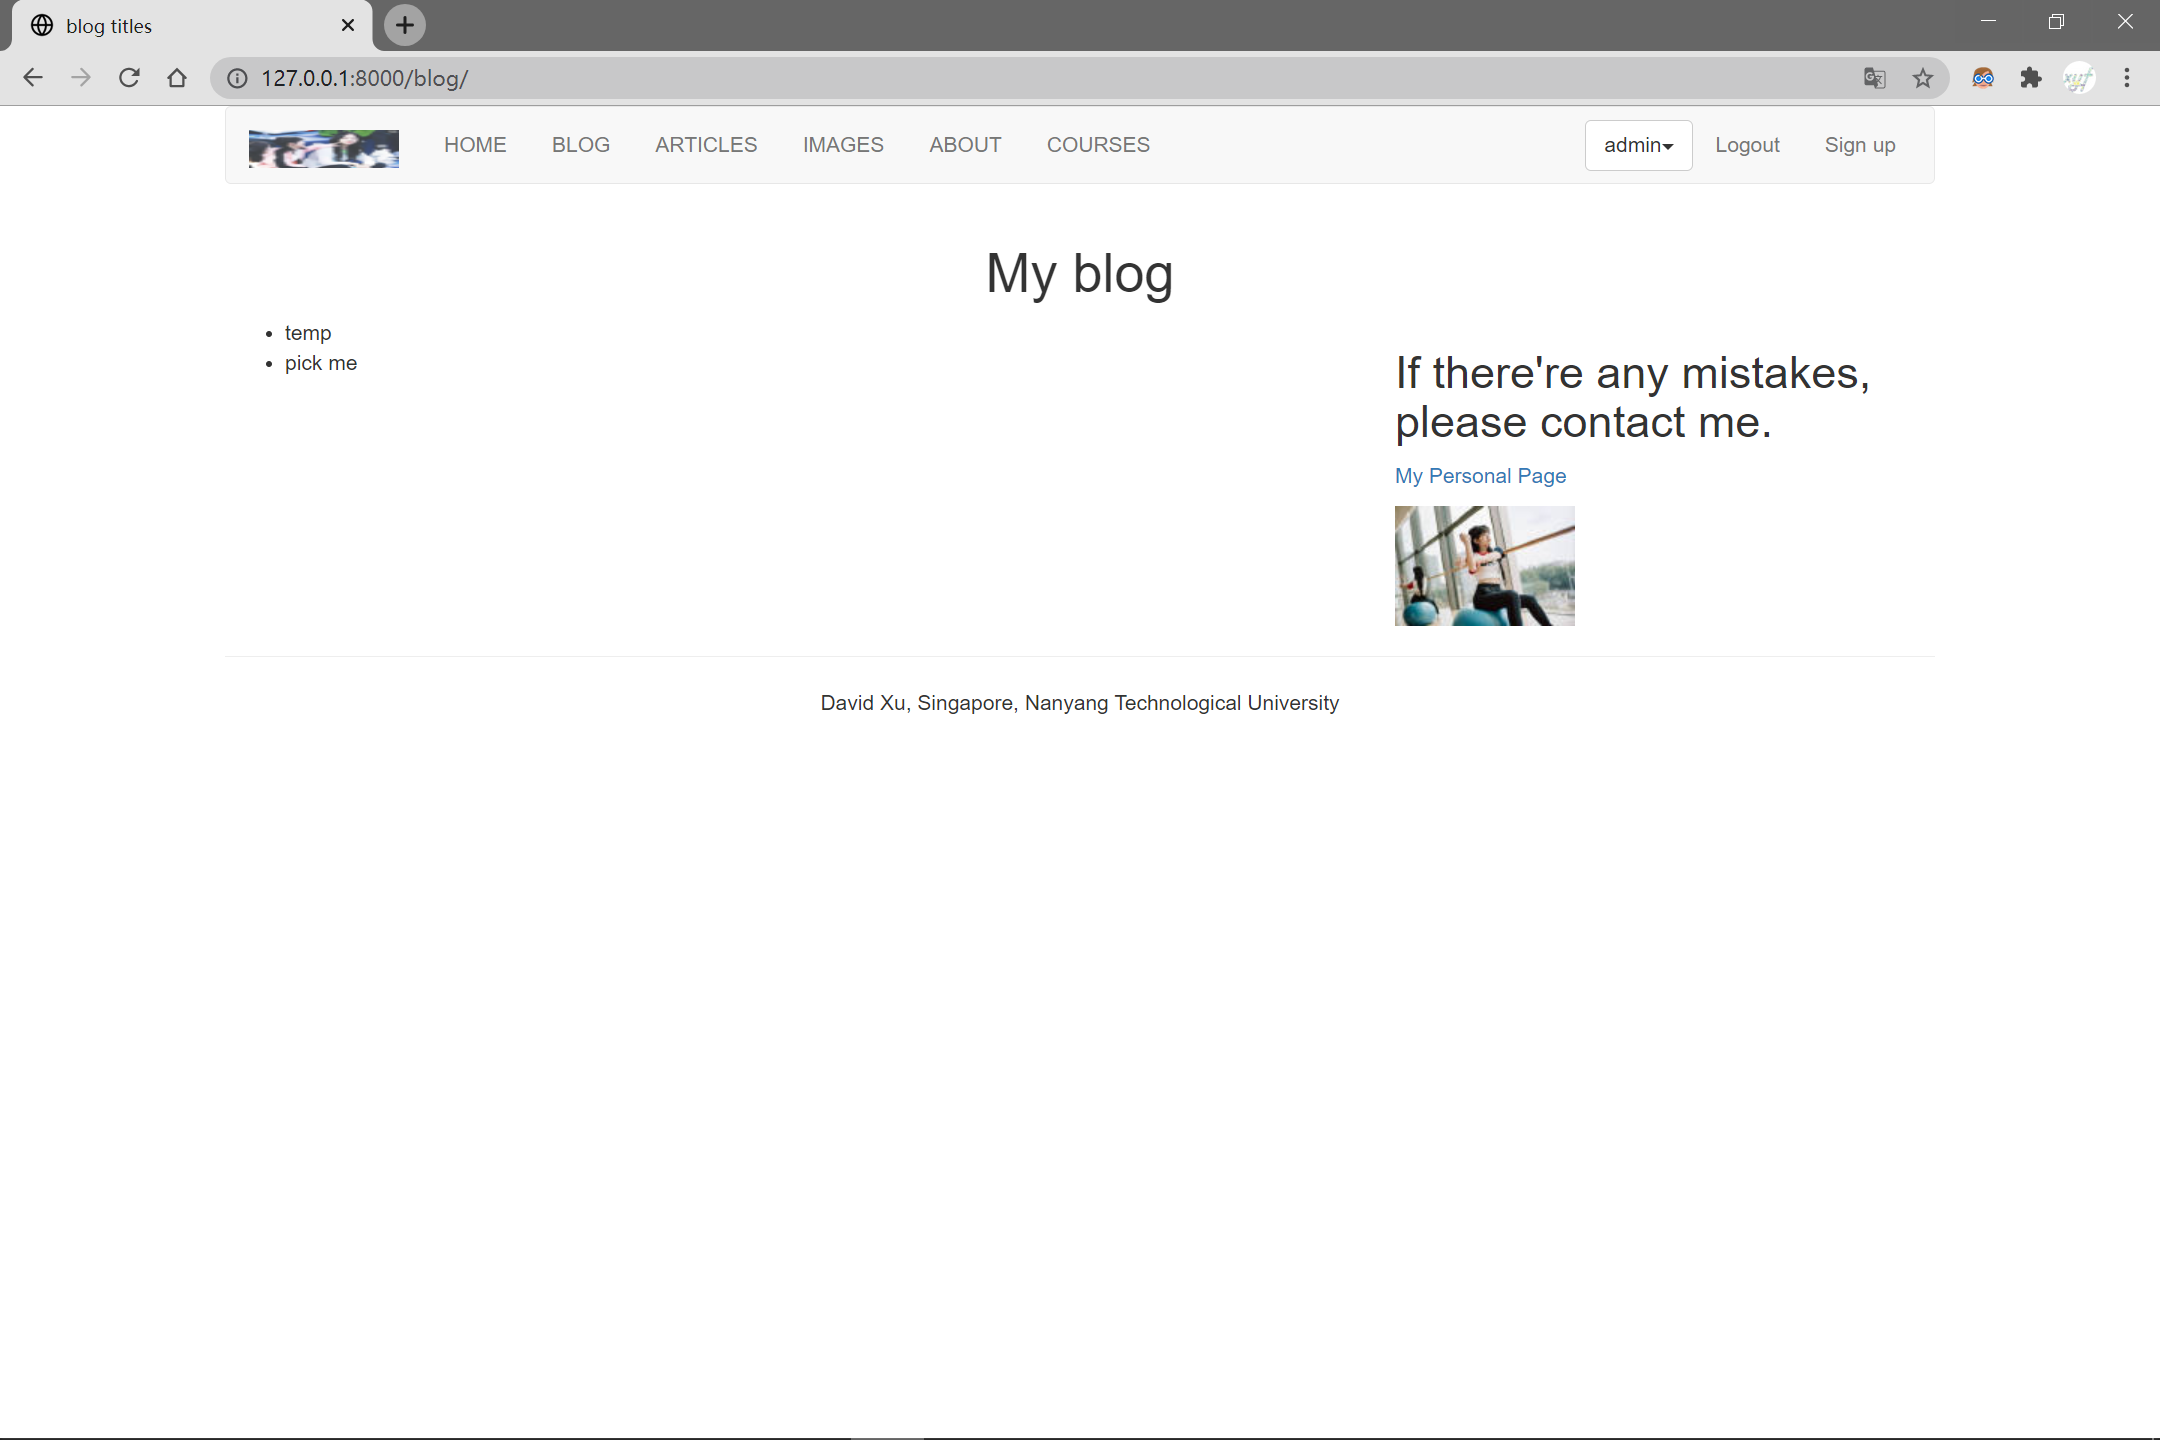 blog titles
127.0.0.1:8000/blog/
HOME BLOG ARTICLES IMAGES ABOUT COURSES admin Logout Sign up
My blog
temp
pick me
If there're any mistakes,
please contact me.
My Personal Page
David Xu, Singapore, Nanyang Technological University